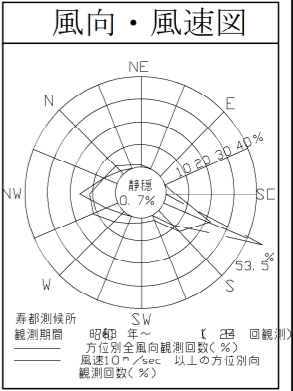 風向・風速図
NE
N
E
10 20 30 40%
静穏
0.7%
NW
SE
%
53.5
W
S
SW
寿都測候所
観測期間 昭和 年～ ( 回観測)
方位別全風向観測回数(%)
風速10m/sec 以上の方位別向
観測回数(%)